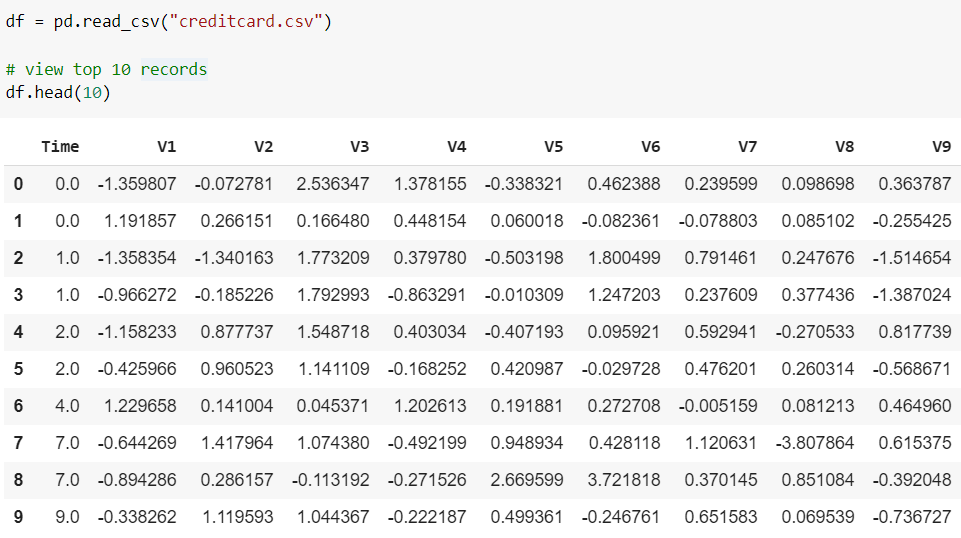 df = pd.read_csv("creditcard.csv")
# view top 10 records
df.head(10)
Time V1 V2 V3 V4 V5 V6 V7 V8 V9
0 0.0 -1.359807 -0.072781 2.536347 1.378155 -0.338321 0.462388 0.239599 0.098698 0.363787
1 0.0 1.191857 0.266151 0.166480 0.448154 0.060018 -0.082361 -0.078803 0.085102 -0.255425
2 1.0 -1.358354 -1.340163 1.773209 0.379780 -0.503198 1.800499 0.791461 0.247676 -1.514654
3 1.0 -0.966272 -0.185226 1.792993 -0.863291 -0.010309 1.247203 0.237609 0.377436 -1.387024
4 2.0 -1.158233 0.877737 1.548718 0.403034 -0.407193 0.095921 0.592941 -0.270533 0.817739
5 2.0 -0.425966 0.960523 1.141109 -0.168252 0.420987 -0.029728 0.476201 0.260314 -0.568671
6 4.0 1.229658 0.141004 0.045371 1.202613 0.191881 0.272708 -0.005159 0.081213 0.464960
7 7.0 -0.644269 1.417964 1.074380 -0.492199 0.948934 0.428118 1.120631 -3.807864 0.615375
8 7.0 -0.894286 0.286157 -0.113192 -0.271526 2.669599 3.721818 0.370145 0.851084 -0.392048
9 9.0 -0.338262 1.119593 1.044367 -0.222187 0.499361 -0.246761 0.651583 0.069539 -0.736727